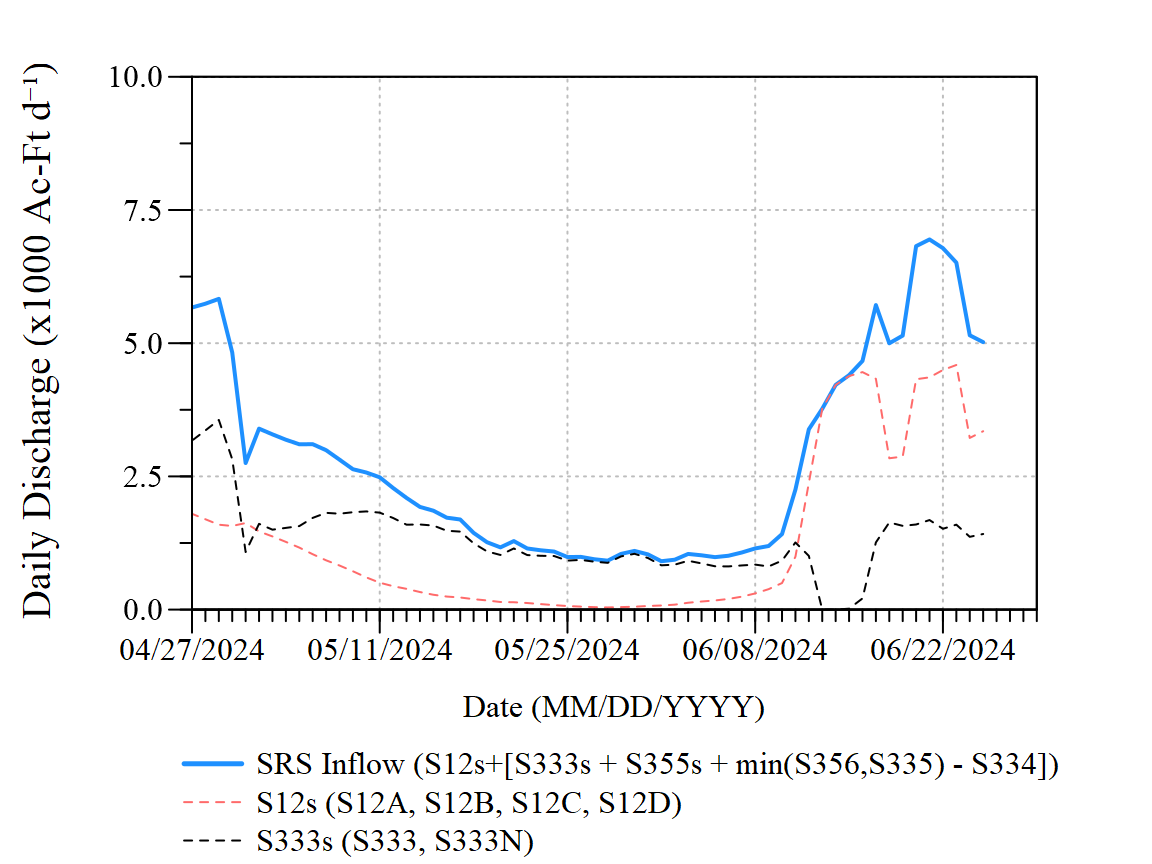 Daily Discharge (x1000 Ac-Ft d⁻¹)
10.0
7.5
5.0
2.5
0.0
04/27/2024 05/11/2024 05/25/2024 06/08/2024 06/22/2024
Date (MM/DD/YYYY)
SRS Inflow (S12s+[S333s + S355s + min(S356,S335) - S334])
S12s (S12A, S12B, S12C, S12D)
S333s (S333, S333N)